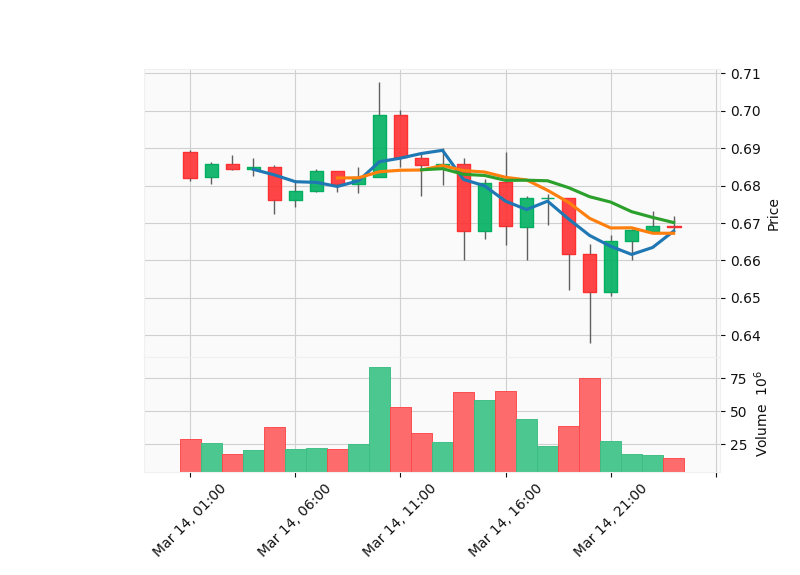 0.71
0.70
0.69
0.68
0.67
0.66
0.65
0.64
Price
75
50
25
Volume 10⁶
Mar 14, 01:00
Mar 14, 06:00
Mar 14, 11:00
Mar 14, 16:00
Mar 14, 21:00